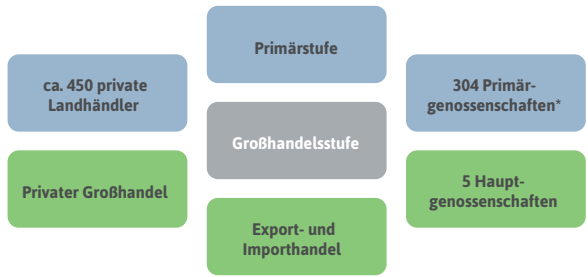 Primärstufe
ca. 450 private
Landhändler
304 Primär-
genossenschaften*
Großhandelsstufe
Privater Großhandel
5 Haupt-
genossenschaften
Export- und
Importhandel